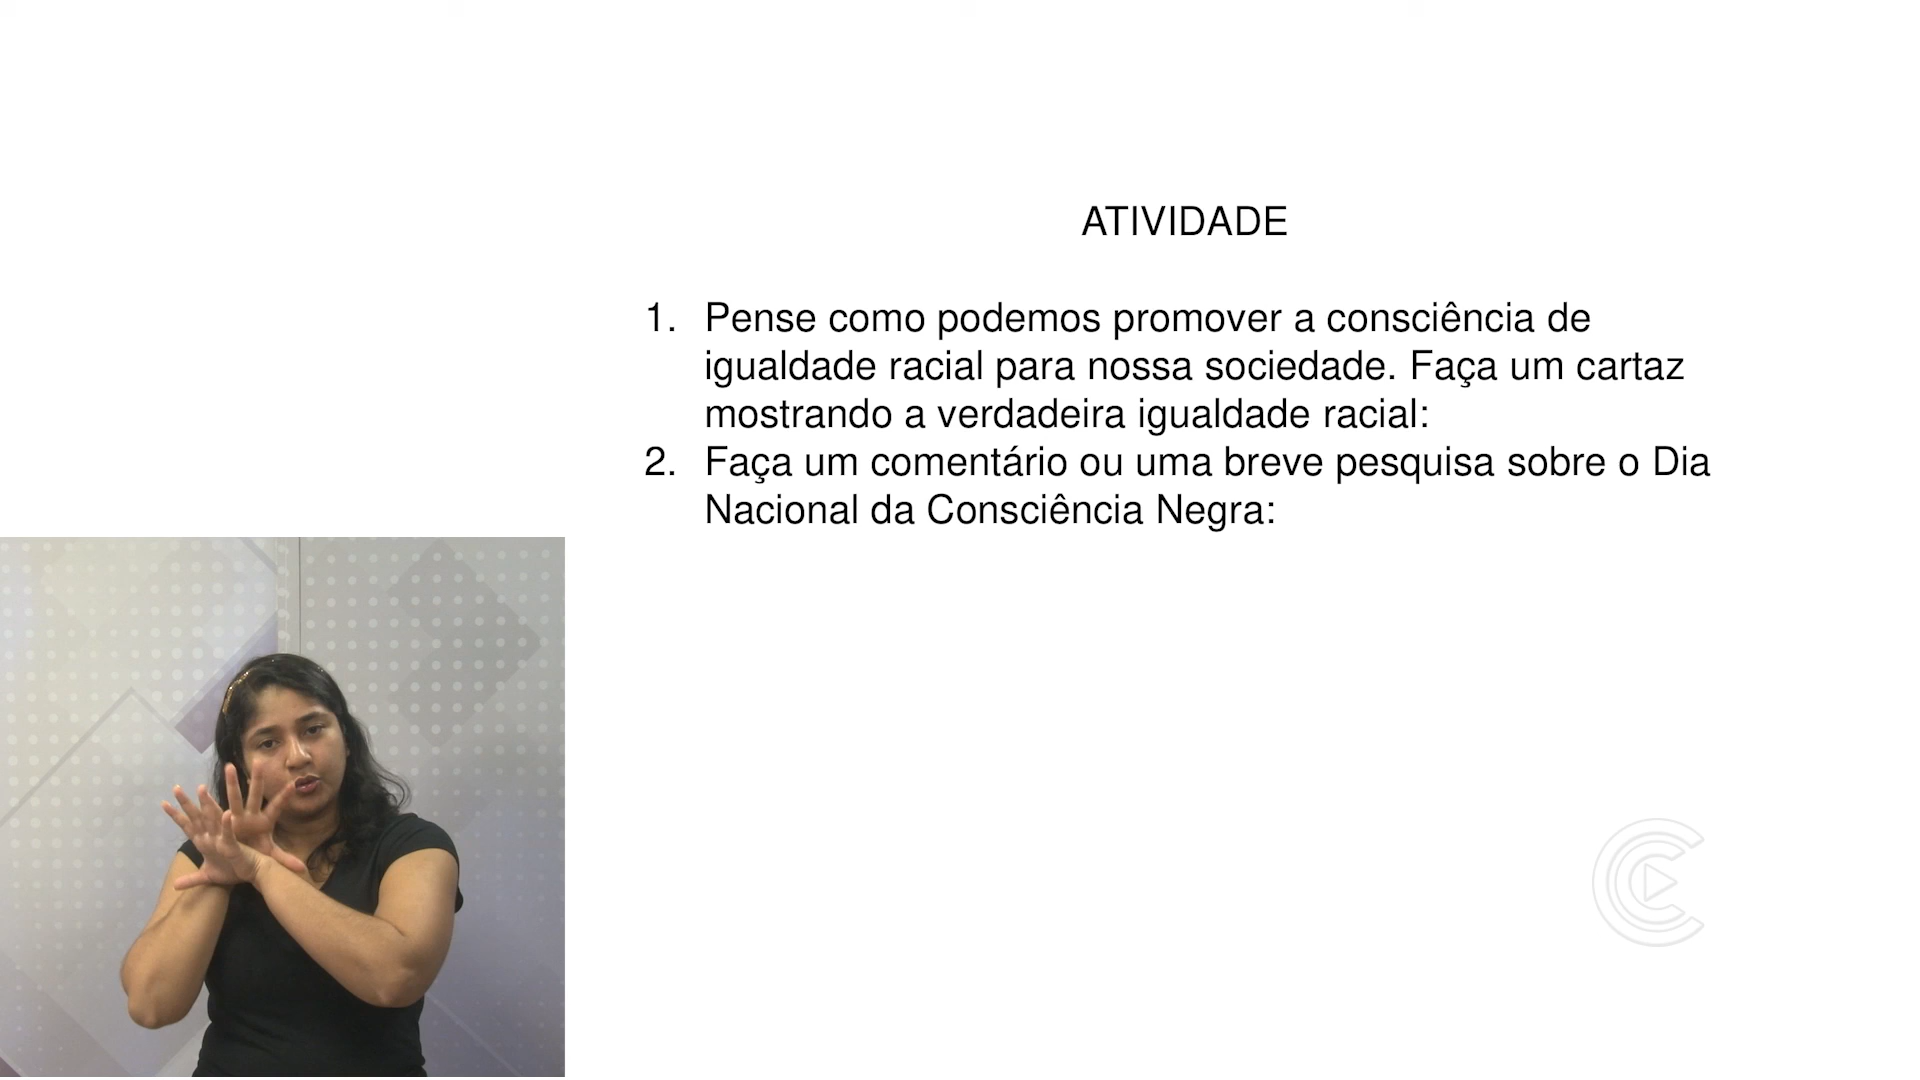 ATIVIDADE
1. Pense como podemos promover a consciência de
igualdade racial para nossa sociedade. Faça um cartaz
mostrando a verdadeira igualdade racial:
2. Faça um comentário ou uma breve pesquisa sobre o Dia
Nacional da Consciência Negra: